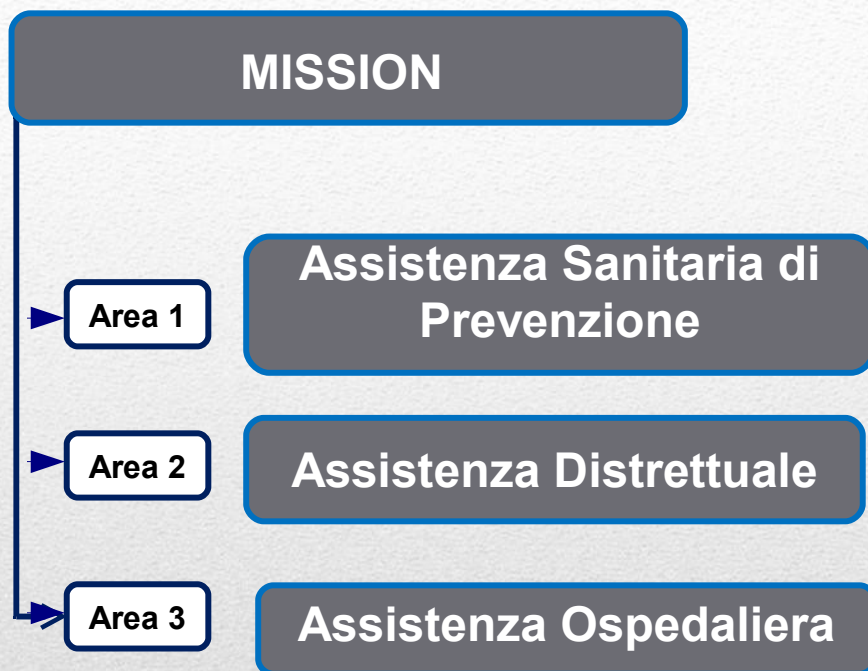 MISSION
Area 1
Assistenza Sanitaria di
Prevenzione
Area 2
Assistenza Distrettuale
Area 3
Assistenza Ospedaliera